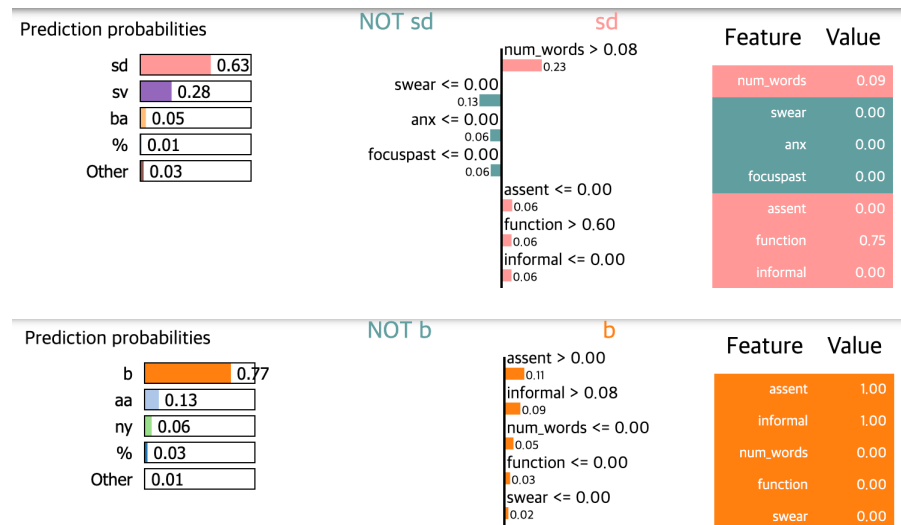 Prediction probabilities
sd 0.63
sv 0.28
ba 0.05
% 0.01
Other 0.03
NOT sd
sd
num_words > 0.08
0.23
swear <= 0.00
0.13
anx <= 0.00
0.06
focuspast <= 0.00
0.06
assent <= 0.00
0.06
function > 0.60
0.06
informal <= 0.00
0.06
Feature Value
num_words 0.09
swear 0.00
anx 0.00
focuspast 0.00
assent 0.00
function 0.75
informal 0.00
Prediction probabilities
b 0.77
aa 0.13
ny 0.06
% 0.03
Other 0.01
NOT b
b
assent > 0.00
0.11
informal > 0.08
0.09
num_words <= 0.00
0.05
function <= 0.00
0.03
swear <= 0.00
0.02
Feature Value
assent 1.00
informal 1.00
num_words 0.00
function 0.00
swear 0.00